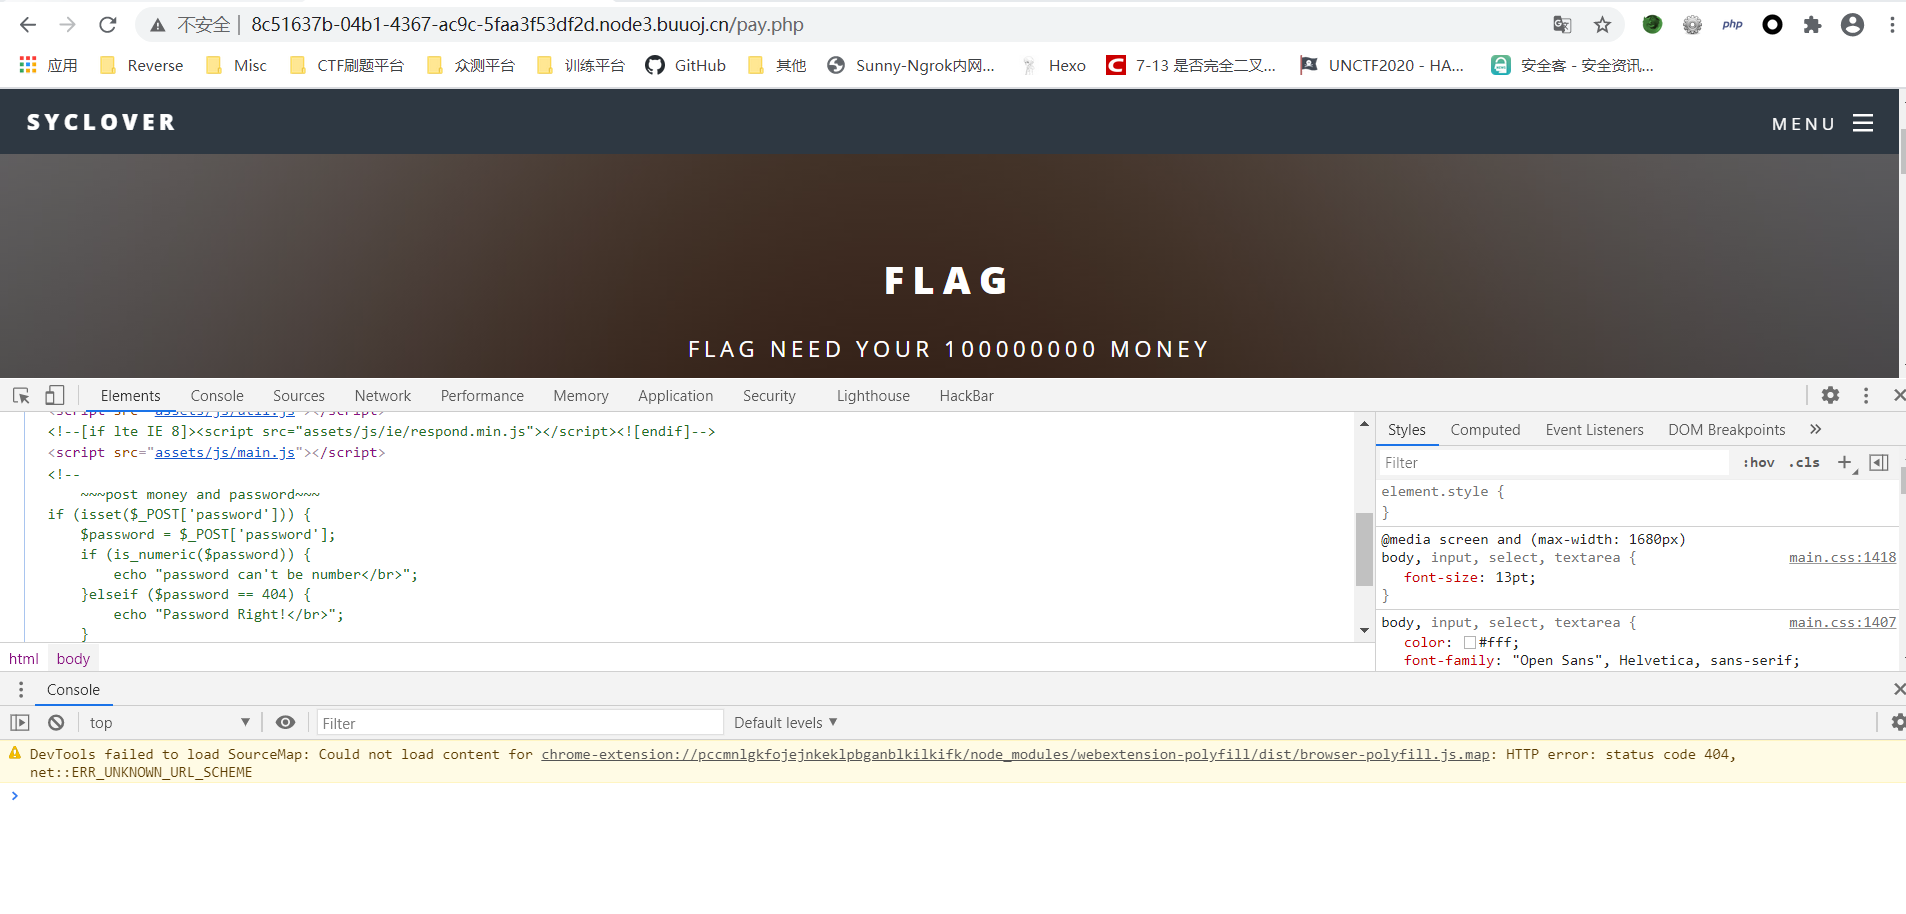 不安全 | 8c51637b-04b1-4367-ac9c-5faa3f53df2d.node3.buuoj.cn/pay.php
php
应用 Reverse Misc CTF刷题平台 众测平台 训练平台 GitHub 其他 Sunny-Ngrok内网... Hexo 7-13 是否完全二叉... UNCTF2020 - HA... 安全客 - 安全资讯...
SYCLOVER
MENU
FLAG
FLAG NEED YOUR 100000000 MONEY
Elements Console Sources Network Performance Memory Application Security Lighthouse HackBar
<script src="assets/js/util.js"></script>
<!--[if lte IE 8]><script src="assets/js/ie/respond.min.js"></script><![endif]-->
<script src="assets/js/main.js"></script>
<!--
~~~post money and password~~~
if (isset($_POST['password'])) {
$password = $_POST['password'];
if (is_numeric($password)) {
echo "password can't be number</br>";
}elseif ($password == 404) {
echo "Password Right!</br>";
}
html body
Styles Computed Event Listeners DOM Breakpoints »
Filter :hov .cls +
element.style {
}
@media screen and (max-width: 1680px)
body, input, select, textarea { main.css:1418
font-size: 13pt;
}
body, input, select, textarea { main.css:1407
color: #fff;
font-family: "Open Sans", Helvetica, sans-serif;
Console
top Filter Default levels
DevTools failed to load SourceMap: Could not load content for chrome-extension://pccmnlgkfojejnkeklpbganblkilkifk/node_modules/webextension-polyfill/dist/browser-polyfill.js.map: HTTP error: status code 404,
net::ERR_UNKNOWN_URL_SCHEME